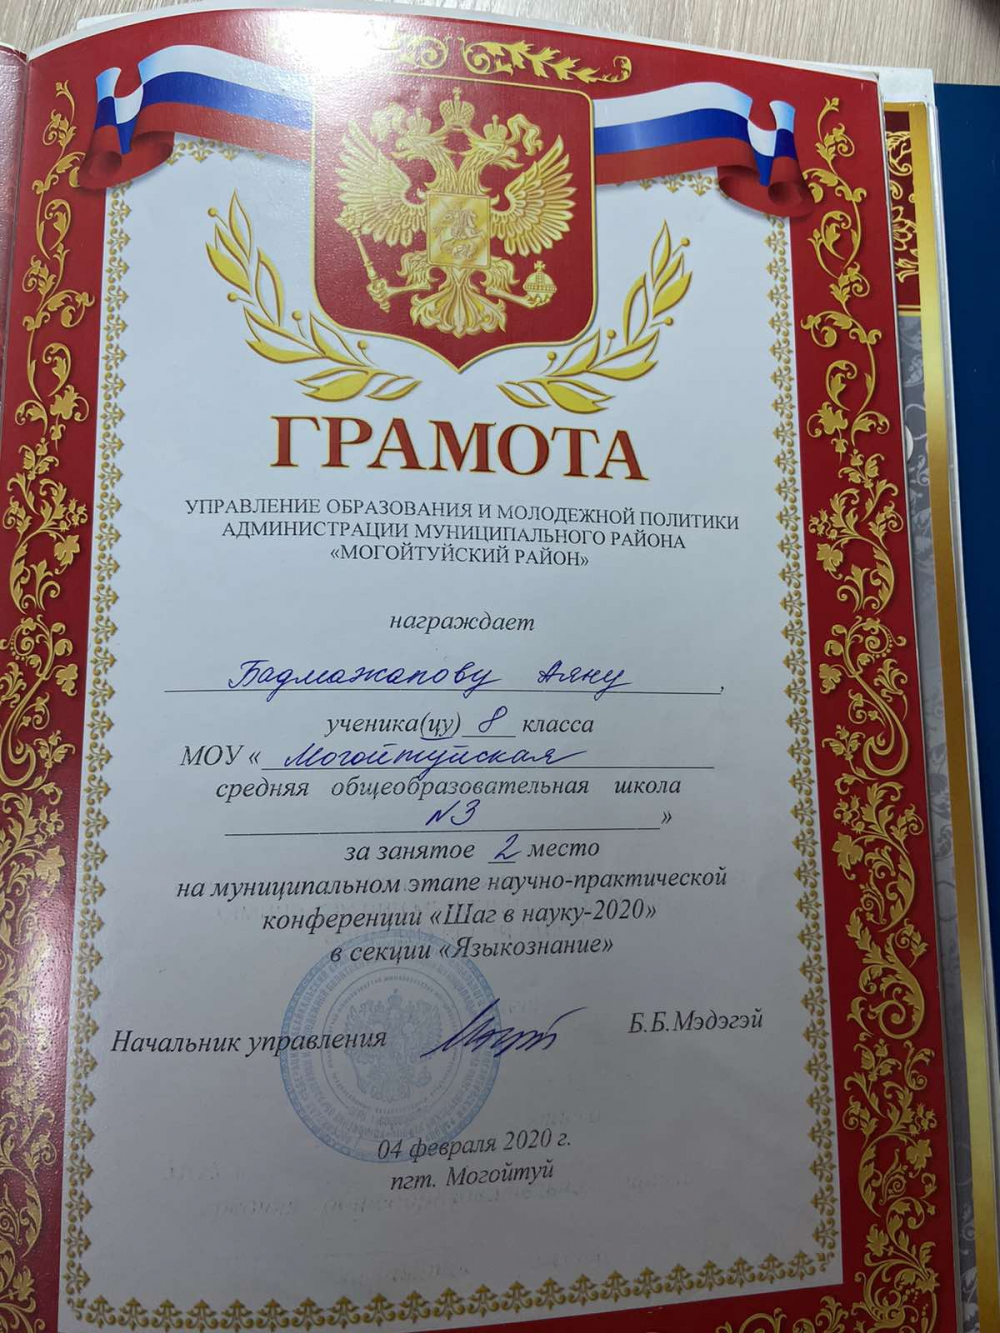 ГРАМОТА
УПРАВЛЕНИЕ ОБРАЗОВАНИЯ И МОЛОДЕЖНОЙ ПОЛИТИКИ
АДМИНИСТРАЦИИ МУНИЦИПАЛЬНОГО РАЙОНА
«МОГОЙТУЙСКИЙ РАЙОН»
награждает
Бадмажапову Аяну,
ученика(цу) 8 класса
МОУ « Могойтуйская
средняя общеобразовательная школа
№3 »
за занятое 2 место
на муниципальном этапе научно-практической
конференции «Шаг в науку-2020»
в секции «Языкознание»
Начальник управления Б.Б.Мэдэгэй
04 февраля 2020 г.
пгт. Могойтуй